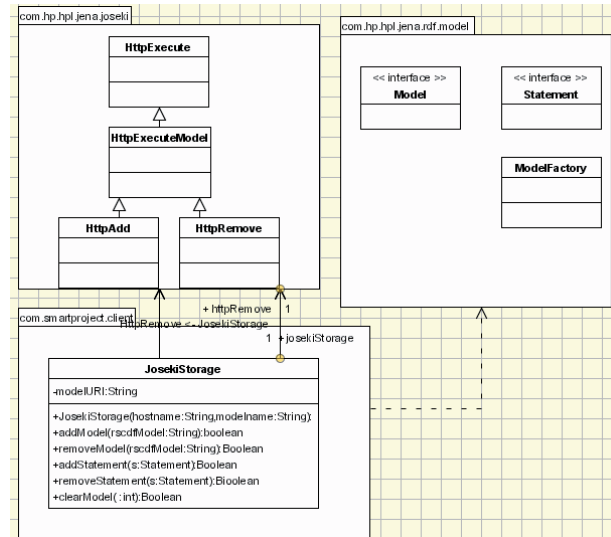 com.hp.hpl.jena.joseki
HttpExecute
HttpExecuteModel
HttpAdd
HttpRemove
com.hp.hpl.jena.rdf.model
<< interface >>
Model
<< interface >>
Statement
ModelFactory
+ httpRemove
1
HttpRemove <- JosekiStorage
1
+ josekiStorage
com.smartproject.client
JosekiStorage
-modelURI:String
+JosekiStorage(hostname:String,modelname:String):
+addModel(rscdfModel:String):boolean
+removeModel(rscdfModel:String):Boolean
+addStatement(s:Statement):Boolean
+removeStatement(s:Statement):Bioolean
+clearModel( :int):Boolean